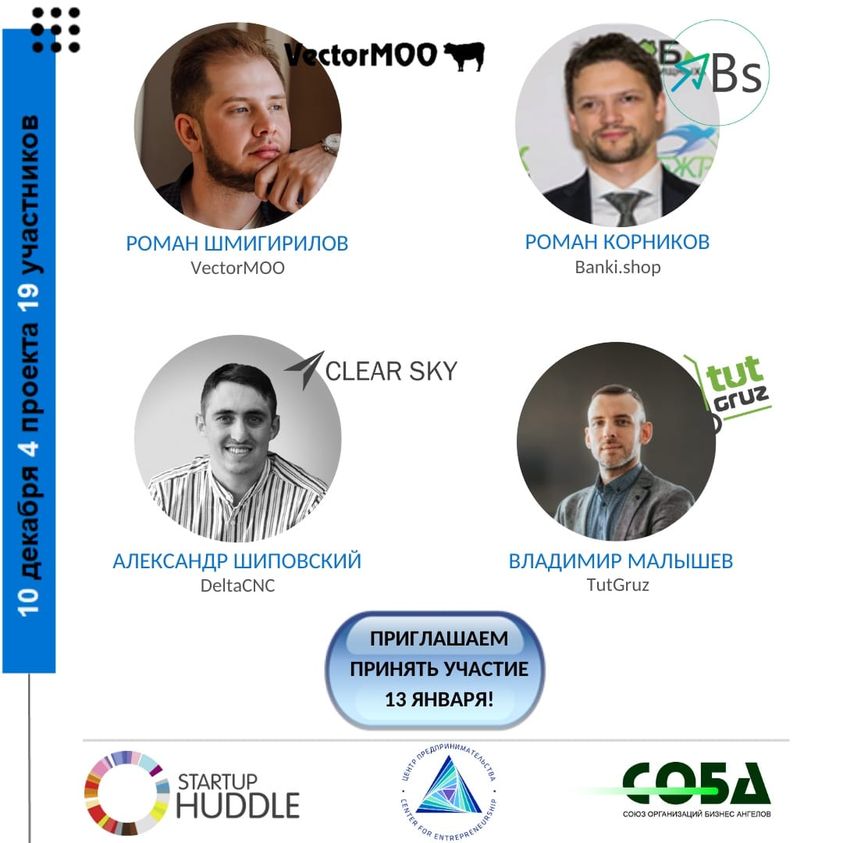 10 декабря 4 проекта 19 участников
VectorMOO
Bs
РОМАН ШМИГИРИЛОВ
VectorMOO
РОМАН КОРНИКОВ
Banki.shop
CLEAR SKY
tut
Gruz
АЛЕКСАНДР ШИПОВСКИЙ
DeltaCNC
ВЛАДИМИР МАЛЫШЕВ
TutGruz
ПРИГЛАШАЕМ
ПРИНЯТЬ УЧАСТИЕ
13 ЯНВАРЯ!
STARTUP
HUDDLE
ЦЕНТР ПРЕДПРИНИМАТЕЛЬСТВА
CENTER FOR ENTREPRENEURSHIP
СОБА
СОЮЗ ОРГАНИЗАЦИЙ БИЗНЕС АНГЕЛОВ